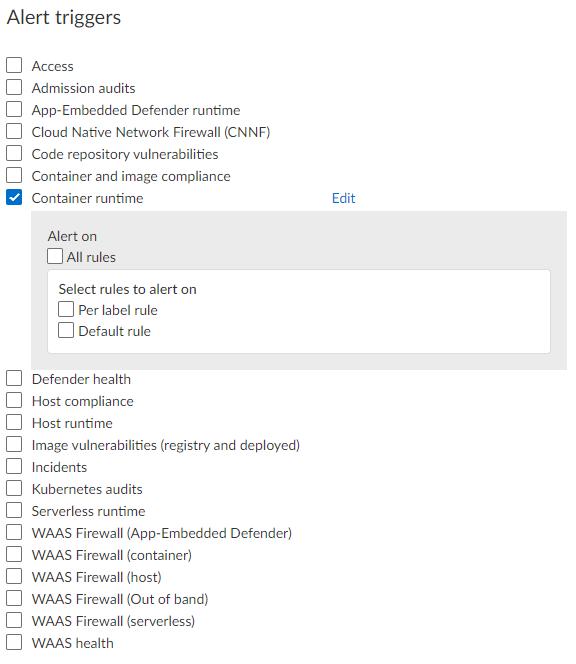 Alert triggers
Access
Admission audits
App-Embedded Defender runtime
Cloud Native Network Firewall (CNNF)
Code repository vulnerabilities
Container and image compliance
Container runtime Edit
Alert on
All rules
Select rules to alert on
Per label rule
Default rule
Defender health
Host compliance
Host runtime
Image vulnerabilities (registry and deployed)
Incidents
Kubernetes audits
Serverless runtime
WAAS Firewall (App-Embedded Defender)
WAAS Firewall (container)
WAAS Firewall (host)
WAAS Firewall (Out of band)
WAAS Firewall (serverless)
WAAS health